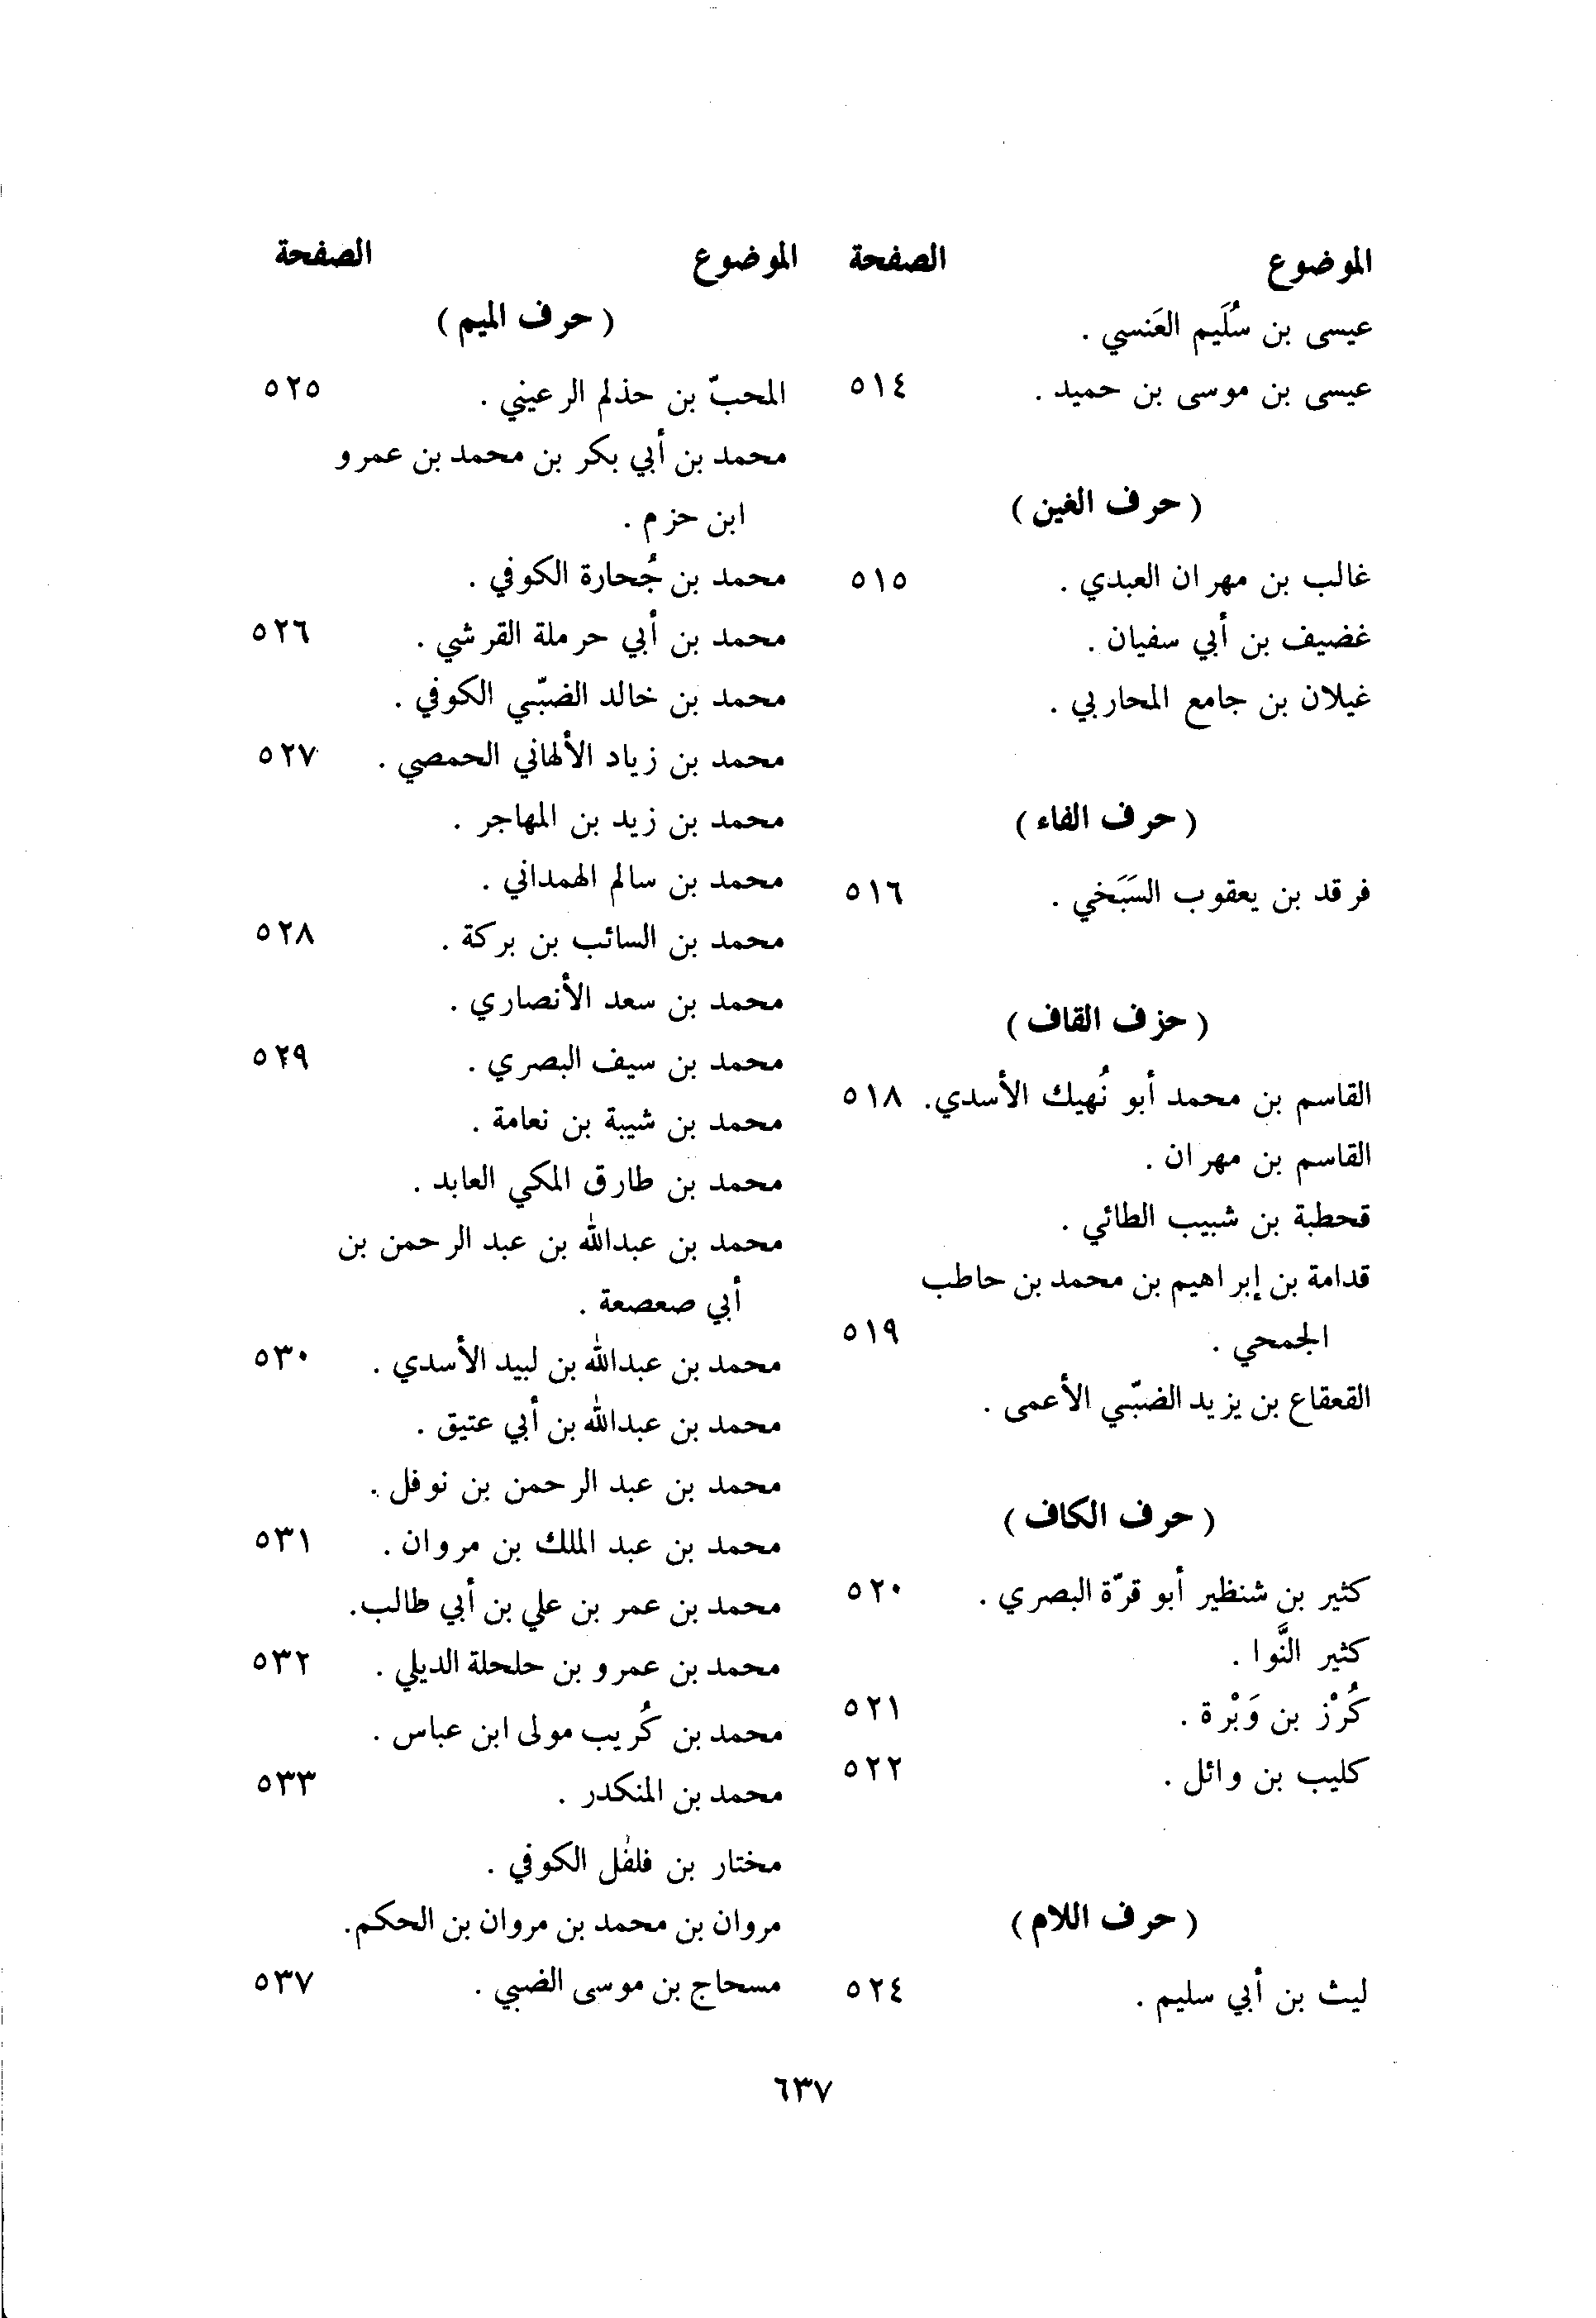 الموضوع الصفحة
عيسى بن سُلَيم العَنسي .
عيسى بن موسى بن حميد . ٥١٤
( حرف الغين )
غالب بن مهران العبدي . ٥١٥
غضيف بن أبي سفيان .
غيلان بن جامع المحاربي .
( حرف الفاء )
فرقد بن يعقوب السَبَخي . ٥١٦
( حزف القاف )
القاسم بن محمد أبو نُهيك الأسدي. ٥١٨
القاسم بن مهران .
قحطبة بن شبيب الطائي .
قدامة بن إبراهيم بن محمد بن حاطب
الجمحي . ٥١٩
القعقاع بن يزيد الضبّي الأعمى .
( حرف الكاف )
كثير بن شنظير أبو قرّة البصري . ٥٢٠
كثير النَّوا .
كُرْز بن وَبْرة . ٥٢١
كليب بن وائل . ٥٢٢
( حرف اللام )
ليث بن أبي سليم . ٥٢٤
الموضوع الصفحة
( حرف الميم )
المحبّ بن حذلم الرعيني . ٥٢٥
محمد بن أبي بكر بن محمد بن عمرو
ابن حزم .
محمد بن جُحارة الكوفي .
محمد بن أبي حرملة القرشي . ٥٢٦
محمد بن خالد الضبّي الكوفي .
محمد بن زياد الألهاني الحمصي . ٥٢٧
محمد بن زيد بن المهاجر .
محمد بن سالم الهمداني .
محمد بن السائب بن بركة . ٥٢٨
محمد بن سعد الأنصاري .
محمد بن سيف البصري . ٥٢٩
محمد بن شيبة بن نعامة .
محمد بن طارق المكي العابد .
محمد بن عبدالله بن عبد الرحمن بن
أبي صعصعة .
محمد بن عبدالله بن لبيد الأسدي . ٥٣٠
محمد بن عبدالله بن أبي عتيق .
محمد بن عبد الرحمن بن نوفل .
محمد بن عبد الملك بن مروان . ٥٣١
محمد بن عمر بن علي بن أبي طالب.
محمد بن عمرو بن حلحلة الديلي . ٥٣٢
محمد بن كُريب مولى ابن عباس .
محمد بن المنكدر . ٥٣٣
مختار بن فلفل الكوفي .
مروان بن محمد بن مروان بن الحكم.
مسحاج بن موسى الضبي . ٥٣٧
٦٣٧